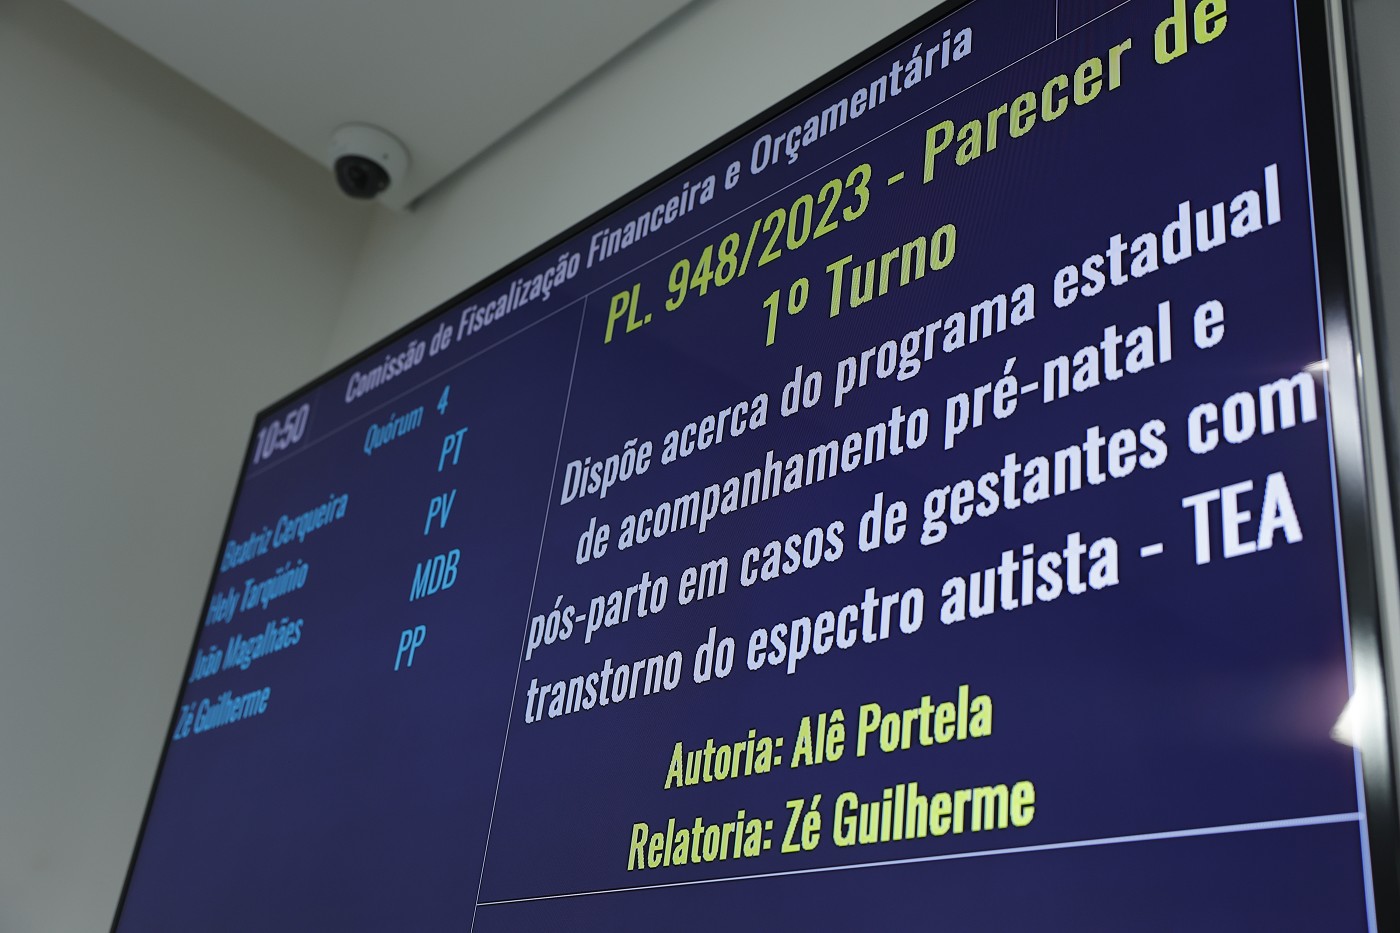 Comissão de Fiscalização Financeira e Orçamentária
10:50
Quórum 4
Beatriz Cerqueira PT
Hely Tarqüínio PV
João Magalhães MDB
Zé Guilherme PP
PL. 948/2023 - Parecer de
1º Turno
Dispõe acerca do programa estadual
de acompanhamento pré-natal e
pós-parto em casos de gestantes com
transtorno do espectro autista - TEA
Autoria: Alê Portela
Relatoria: Zé Guilherme